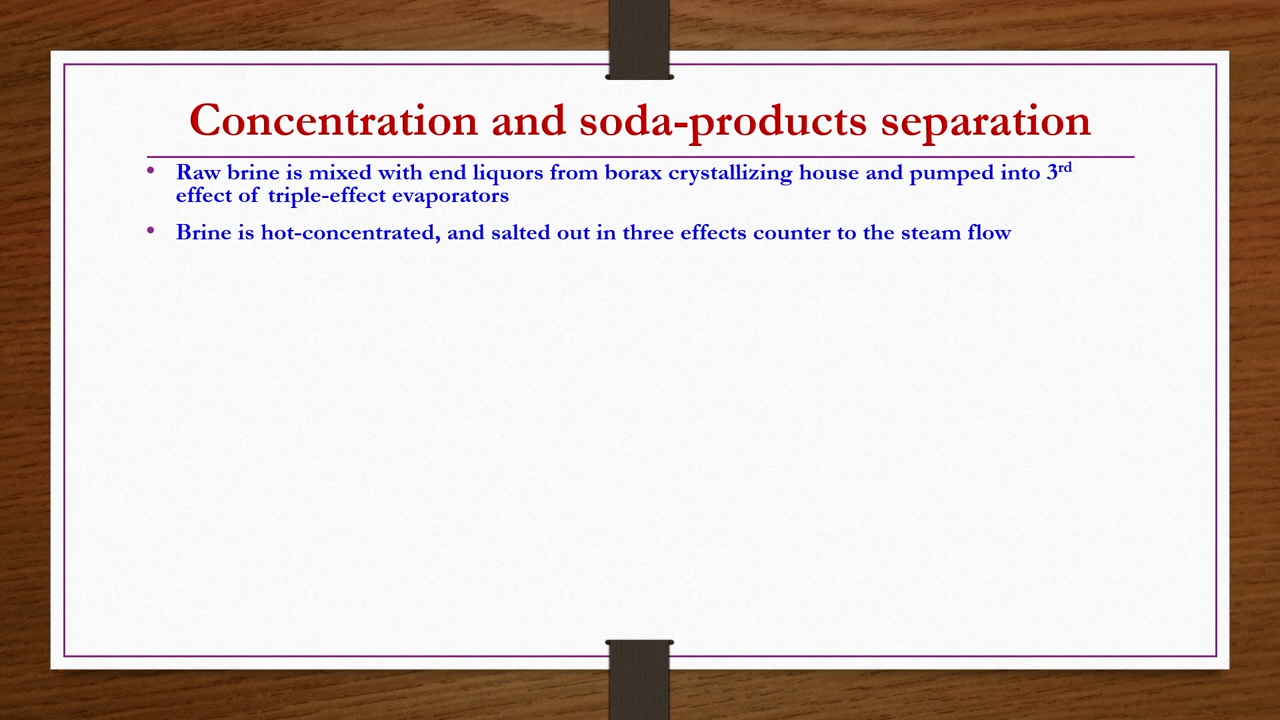 Concentration and soda-products separation
• Raw brine is mixed with end liquors from borax crystallizing house and pumped into 3rd
effect of triple-effect evaporators
• Brine is hot-concentrated, and salted out in three effects counter to the steam flow